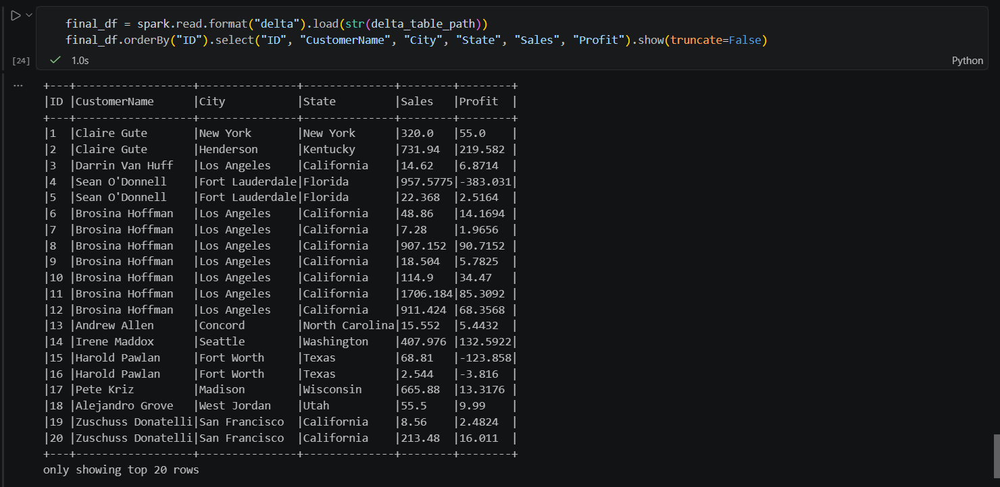 final_df = spark.read.format("delta").load(str(delta_table_path))
final_df.orderBy("ID").select("ID", "CustomerName", "City", "State", "Sales", "Profit").show(truncate=False)
[24] ✓ 1.0s Python
... +---+------------------+---------------+--------------+--------+--------+
|ID |CustomerName      |City           |State         |Sales   |Profit  |
+---+------------------+---------------+--------------+--------+--------+
|1  |Claire Gute       |New York       |New York      |320.0   |55.0    |
|2  |Claire Gute       |Henderson      |Kentucky      |731.94  |219.582 |
|3  |Darrin Van Huff   |Los Angeles    |California    |14.62   |6.8714  |
|4  |Sean O'Donnell    |Fort Lauderdale|Florida       |957.5775|-383.031|
|5  |Sean O'Donnell    |Fort Lauderdale|Florida       |22.368  |2.5164  |
|6  |Brosina Hoffman   |Los Angeles    |California    |48.86   |14.1694 |
|7  |Brosina Hoffman   |Los Angeles    |California    |7.28    |1.9656  |
|8  |Brosina Hoffman   |Los Angeles    |California    |907.152 |90.7152 |
|9  |Brosina Hoffman   |Los Angeles    |California    |18.504  |5.7825  |
|10 |Brosina Hoffman   |Los Angeles    |California    |114.9   |34.47   |
|11 |Brosina Hoffman   |Los Angeles    |California    |1706.184|85.3092 |
|12 |Brosina Hoffman   |Los Angeles    |California    |911.424 |68.3568 |
|13 |Andrew Allen      |Concord        |North Carolina|15.552  |5.4432  |
|14 |Irene Maddox      |Seattle        |Washington    |407.976 |132.5922|
|15 |Harold Pawlan     |Fort Worth     |Texas         |68.81   |-123.858|
|16 |Harold Pawlan     |Fort Worth     |Texas         |2.544   |-3.816  |
|17 |Pete Kriz         |Madison        |Wisconsin     |665.88  |13.3176 |
|18 |Alejandro Grove   |West Jordan    |Utah          |55.5    |9.99    |
|19 |Zuschuss Donatelli|San Francisco  |California    |8.56    |2.4824  |
|20 |Zuschuss Donatelli|San Francisco  |California    |213.48  |16.011  |
+---+------------------+---------------+--------------+--------+--------+
only showing top 20 rows